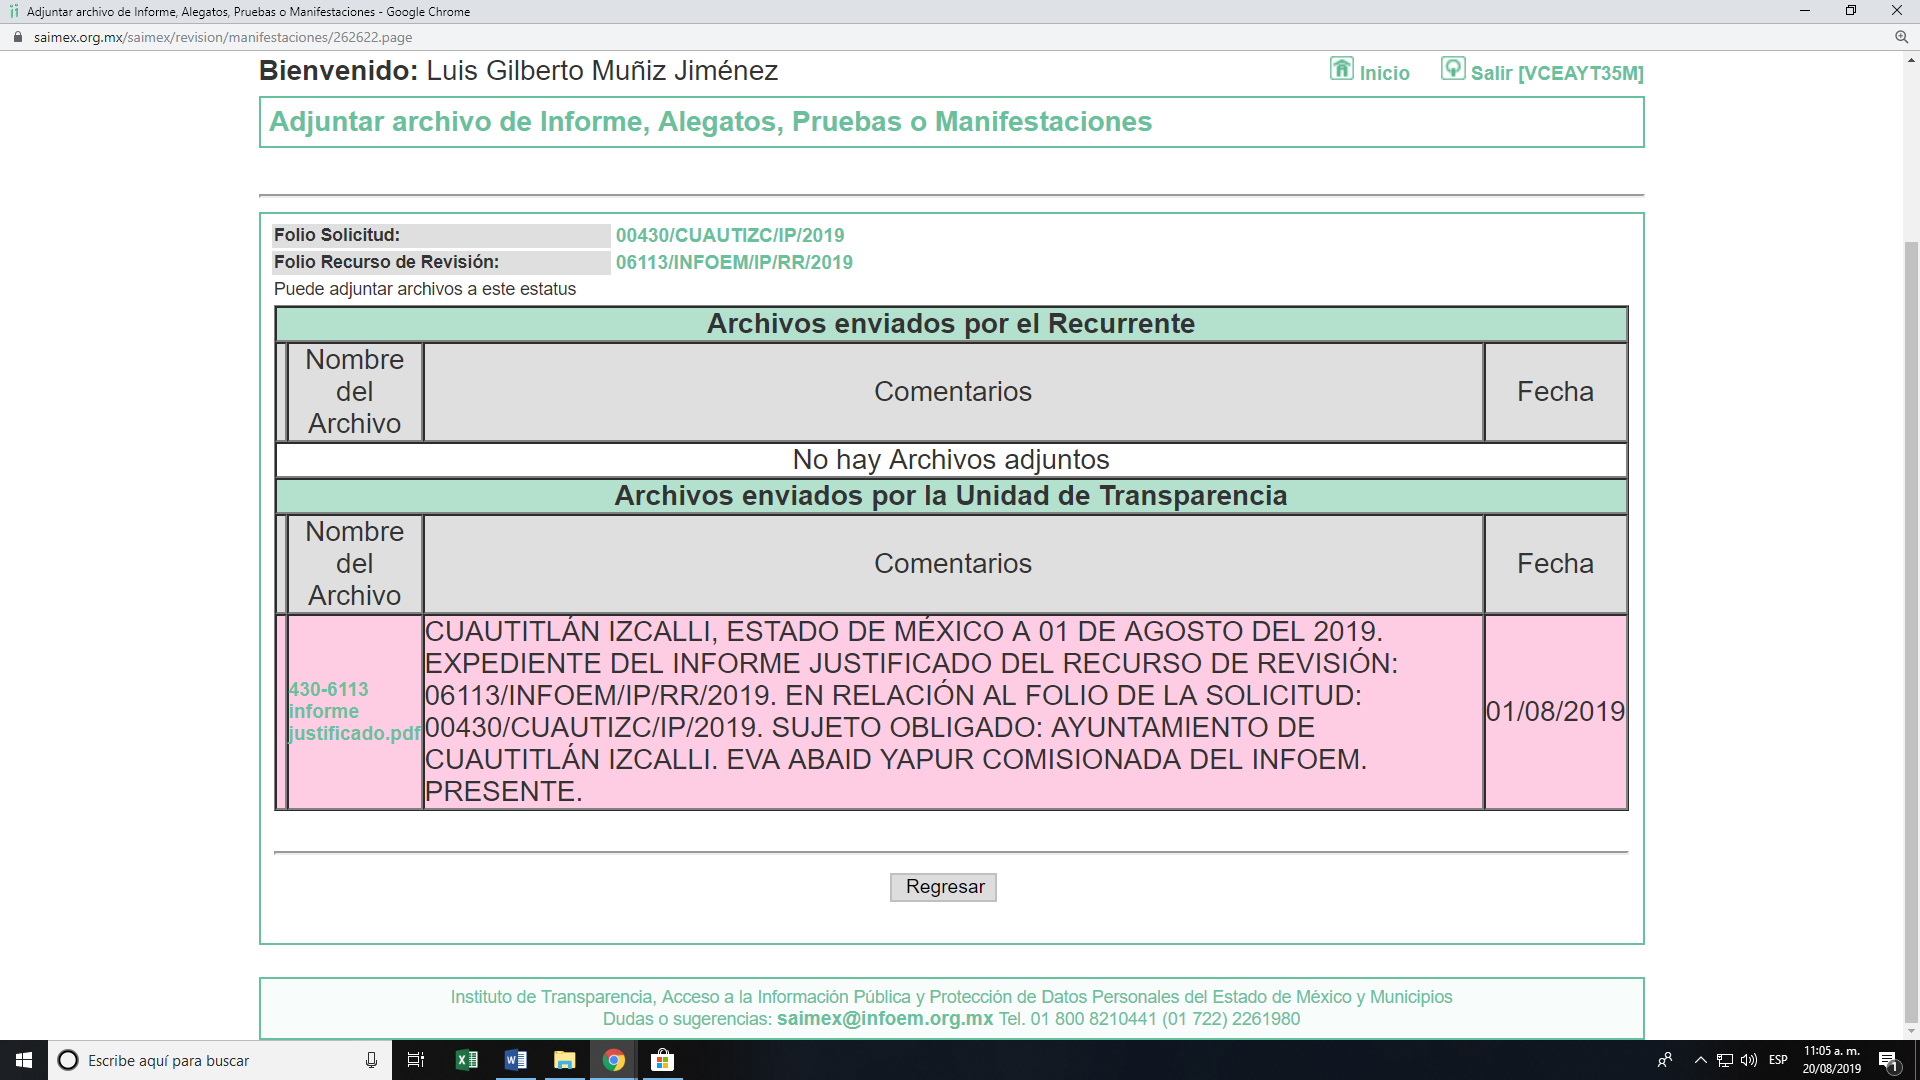 Adjuntar archivo de Informe, Alegatos, Pruebas o Manifestaciones - Google Chrome
saimex.org.mx/saimex/revision/manifestaciones/262622.page
Bienvenido: Luis Gilberto Muñiz Jiménez
Inicio
Salir [VCEAYT35M]
Adjuntar archivo de Informe, Alegatos, Pruebas o Manifestaciones
Folio Solicitud: 00430/CUAUTIZC/IP/2019
Folio Recurso de Revisión: 06113/INFOEM/IP/RR/2019
Puede adjuntar archivos a este estatus
Archivos enviados por el Recurrente
Nombre
del
Archivo
Comentarios
Fecha
No hay Archivos adjuntos
Archivos enviados por la Unidad de Transparencia
Nombre
del
Archivo
Comentarios
Fecha
430-6113
informe
justificado.pdf
CUAUTITLÁN IZCALLI, ESTADO DE MÉXICO A 01 DE AGOSTO DEL 2019.
EXPEDIENTE DEL INFORME JUSTIFICADO DEL RECURSO DE REVISIÓN:
06113/INFOEM/IP/RR/2019. EN RELACIÓN AL FOLIO DE LA SOLICITUD:
00430/CUAUTIZC/IP/2019. SUJETO OBLIGADO: AYUNTAMIENTO DE
CUAUTITLÁN IZCALLI. EVA ABAID YAPUR COMISIONADA DEL INFOEM.
PRESENTE.
01/08/2019
Regresar
Instituto de Transparencia, Acceso a la Información Pública y Protección de Datos Personales del Estado de México y Municipios
Dudas o sugerencias: saimex@infoem.org.mx Tel. 01 800 8210441 (01 722) 2261980
Escribe aquí para buscar
ESP
11:05 a. m.
20/08/2019
1